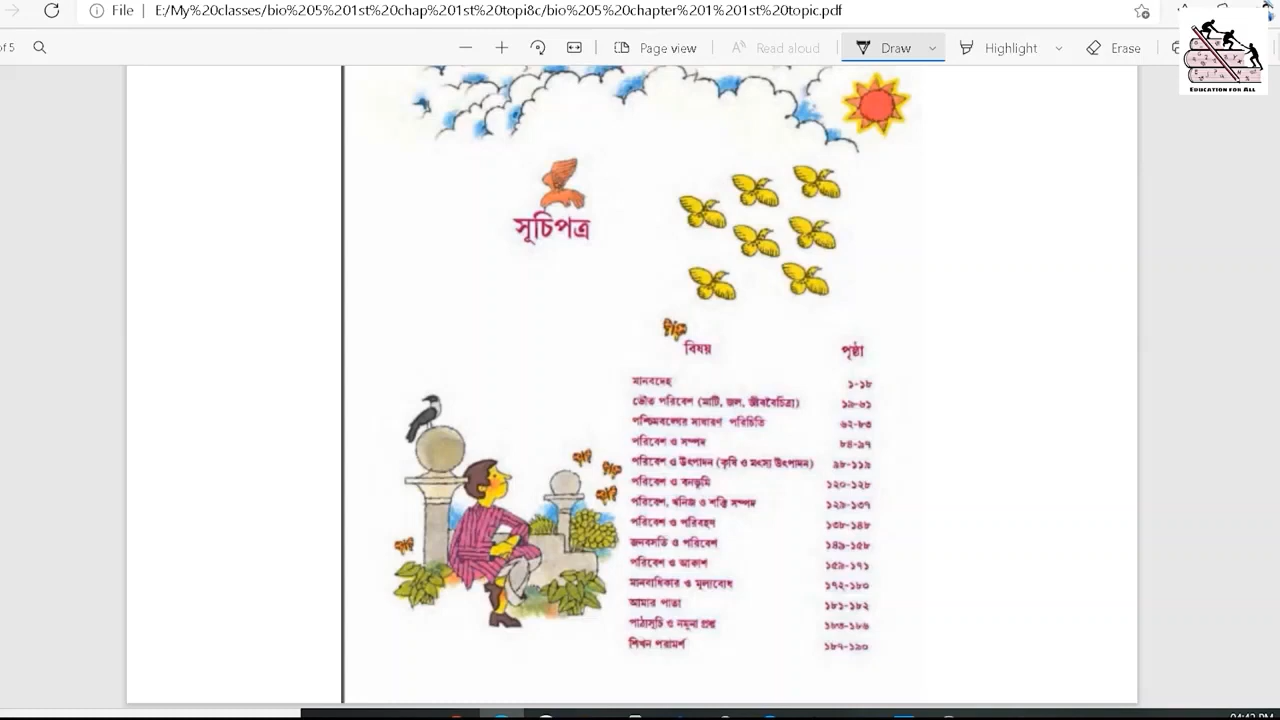 File E:/My%20classes/bio%205%201st%20chap%201st%20topi8c/bio%205%20chapter%201%201st%20topic.pdf
of 5 Page view Read aloud Draw Highlight Erase
EDUCATION FOR ALL
সূচিপত্র
বিষয় পৃষ্ঠা
মানবদেহ ১-১৮
ভৌত পরিবেশ (মাটি, জল, জীববৈচিত্র্য) ১৯-৬১
পশ্চিমবঙ্গের সাধারণ পরিচিতি ৬২-৮৩
পরিবেশ ও সম্পদ ৮৪-৯৭
পরিবেশ ও উৎপাদন (কৃষি ও মৎস্য উৎপাদন) ৯৮-১১৯
পরিবেশ ও বনভূমি ১২০-১২৮
পরিবেশ, খনিজ ও শক্তি সম্পদ ১২৯-১৩৭
পরিবেশ ও পরিবহণ ১৩৮-১৪৮
জনবসতি ও পরিবেশ ১৪৯-১৫৮
পরিবেশ ও আকাশ ১৫৯-১৭১
মানবাধিকার ও মূল্যবোধ ১৭২-১৮০
আমার পাতা ১৮১-১৮২
পাঠ্যসূচি ও নমুনা প্রশ্ন ১৮৩-১৮৬
শিখন পরামর্শ ১৮৭-১৯০